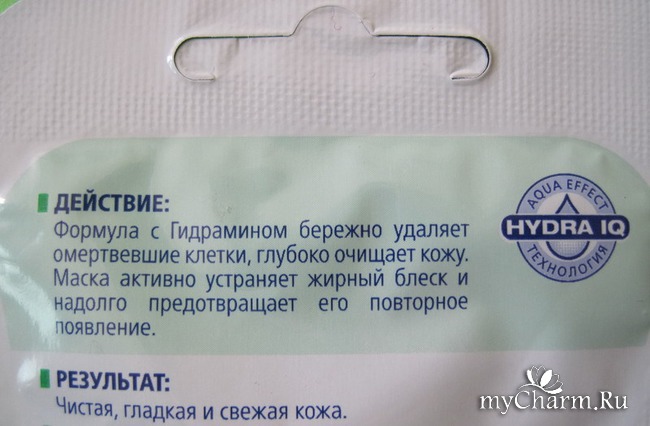 ДЕЙСТВИЕ:
Формула с Гидрамином бережно удаляет
омертвевшие клетки, глубоко очищает кожу.
Маска активно устраняет жирный блеск и
надолго предотвращает его повторное
появление.
AQUA EFFECT
HYDRA IQ
ТЕХНОЛОГИЯ
РЕЗУЛЬТАТ:
Чистая, гладкая и свежая кожа.
myCharm.Ru